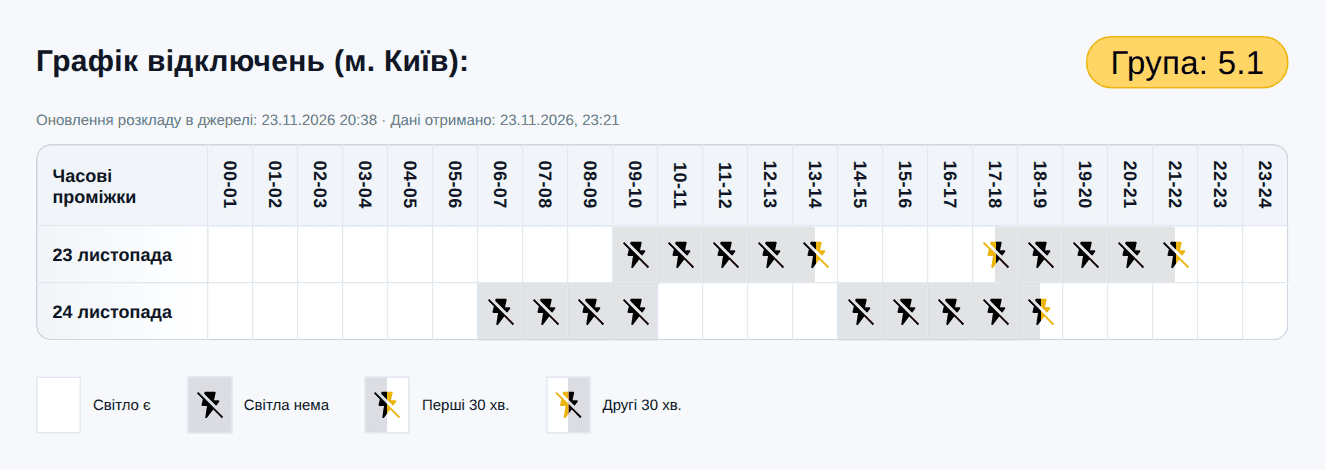 Графік відключень (м. Київ):
Група: 5.1
Оновлення розкладу в джерелі: 23.11.2026 20:38 · Дані отримано: 23.11.2026, 23:21
Часові
проміжки
00-01
01-02
02-03
03-04
04-05
05-06
06-07
07-08
08-09
09-10
10-11
11-12
12-13
13-14
14-15
15-16
16-17
17-18
18-19
19-20
20-21
21-22
22-23
23-24
23 листопада
24 листопада
Світло є
Світла нема
Перші 30 хв.
Другі 30 хв.